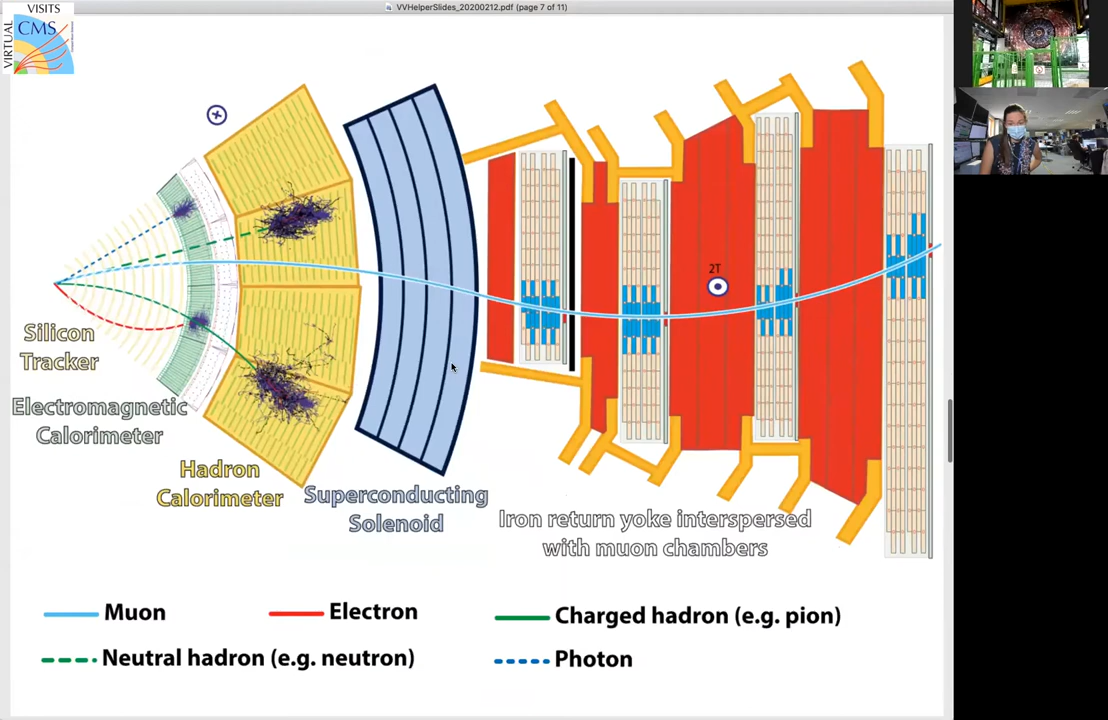 VVHelperSlides_20200212.pdf (page 7 of 11)
VIRTUAL
VISITS
CMS
2T
Silicon
Tracker
Electromagnetic
Calorimeter
Hadron
Calorimeter
Superconducting
Solenoid
Iron return yoke interspersed
with muon chambers
Muon
Electron
Charged hadron (e.g. pion)
Neutral hadron (e.g. neutron)
Photon